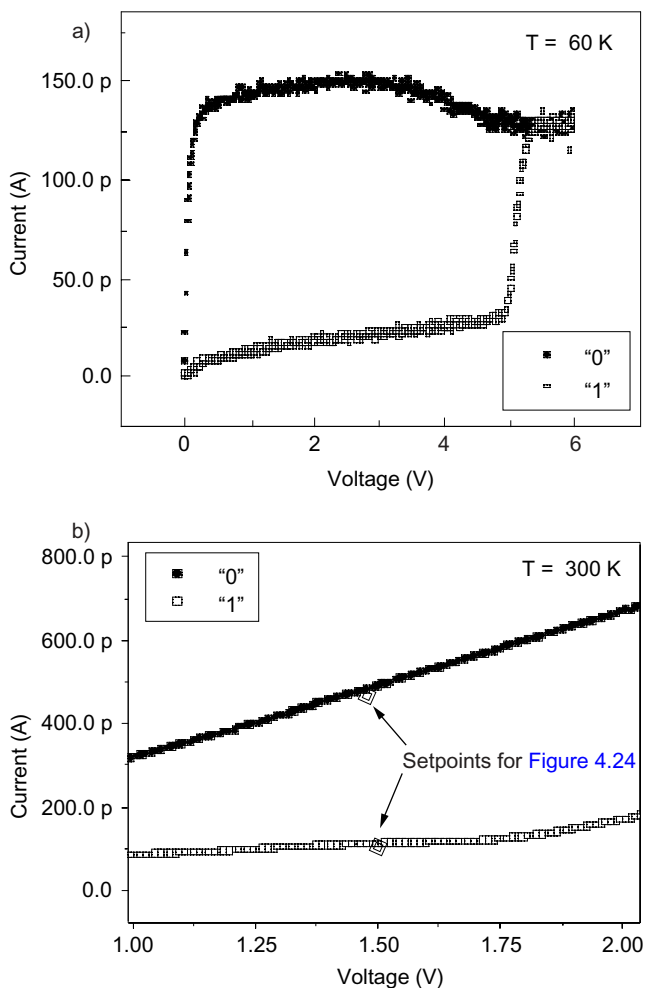 a)
T = 60 K
150.0 p
100.0 p
50.0 p
0.0
Current (A)
"0"
"1"
0 2 4 6
Voltage (V)
b)
800.0 p
600.0 p
400.0 p
200.0 p
0.0
Current (A)
“0”
“1”
T = 300 K
Setpoints for Figure 4.24
1.00 1.25 1.50 1.75 2.00
Voltage (V)